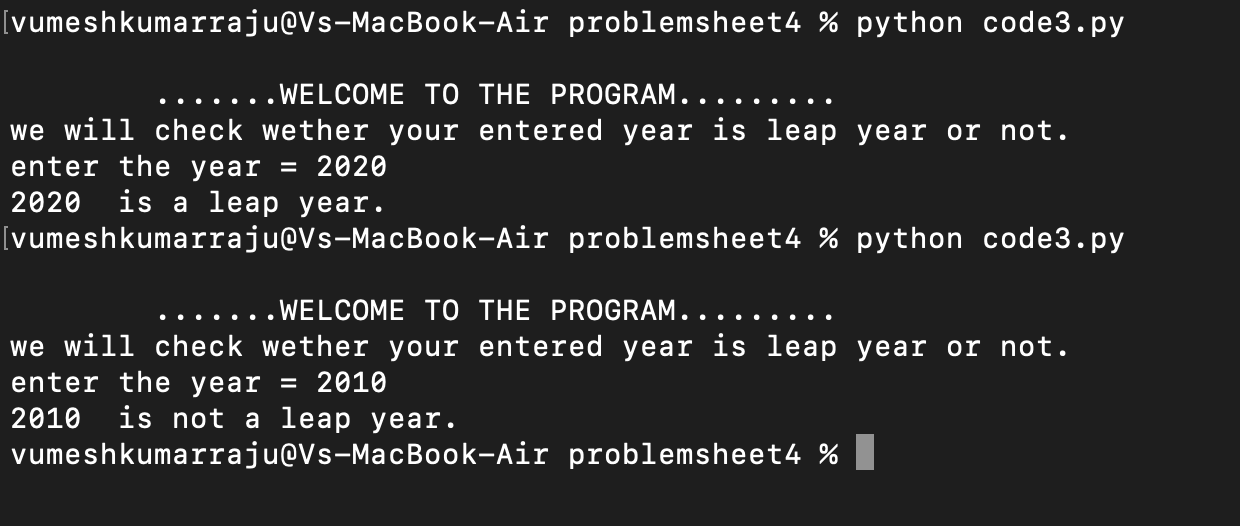 [vumeshkumarraju@Vs-MacBook-Air problemsheet4 % python code3.py
.......WELCOME TO THE PROGRAM.........
we will check wether your entered year is leap year or not.
enter the year = 2020
2020  is a leap year.
[vumeshkumarraju@Vs-MacBook-Air problemsheet4 % python code3.py
.......WELCOME TO THE PROGRAM.........
we will check wether your entered year is leap year or not.
enter the year = 2010
2010  is not a leap year.
vumeshkumarraju@Vs-MacBook-Air problemsheet4 %